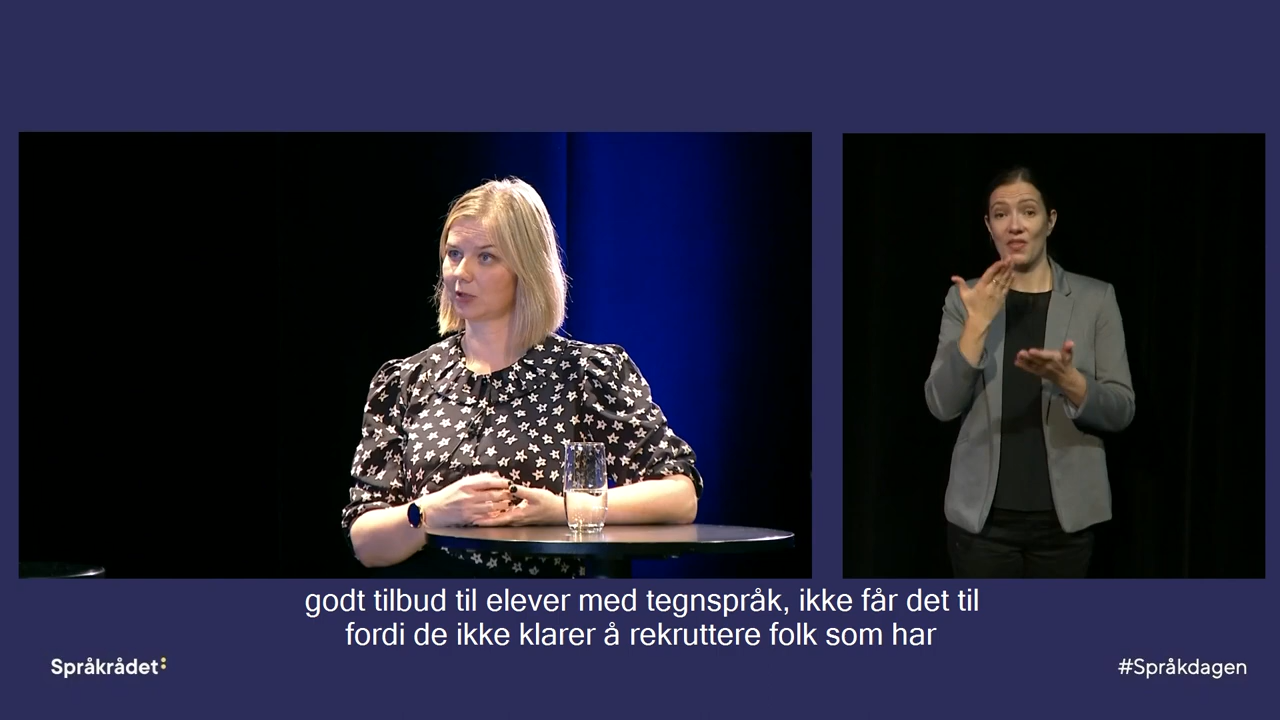 godt tilbud til elever med tegnspråk, ikke får det til
fordi de ikke klarer å rekruttere folk som har
Språkrådet:
#Språkdagen